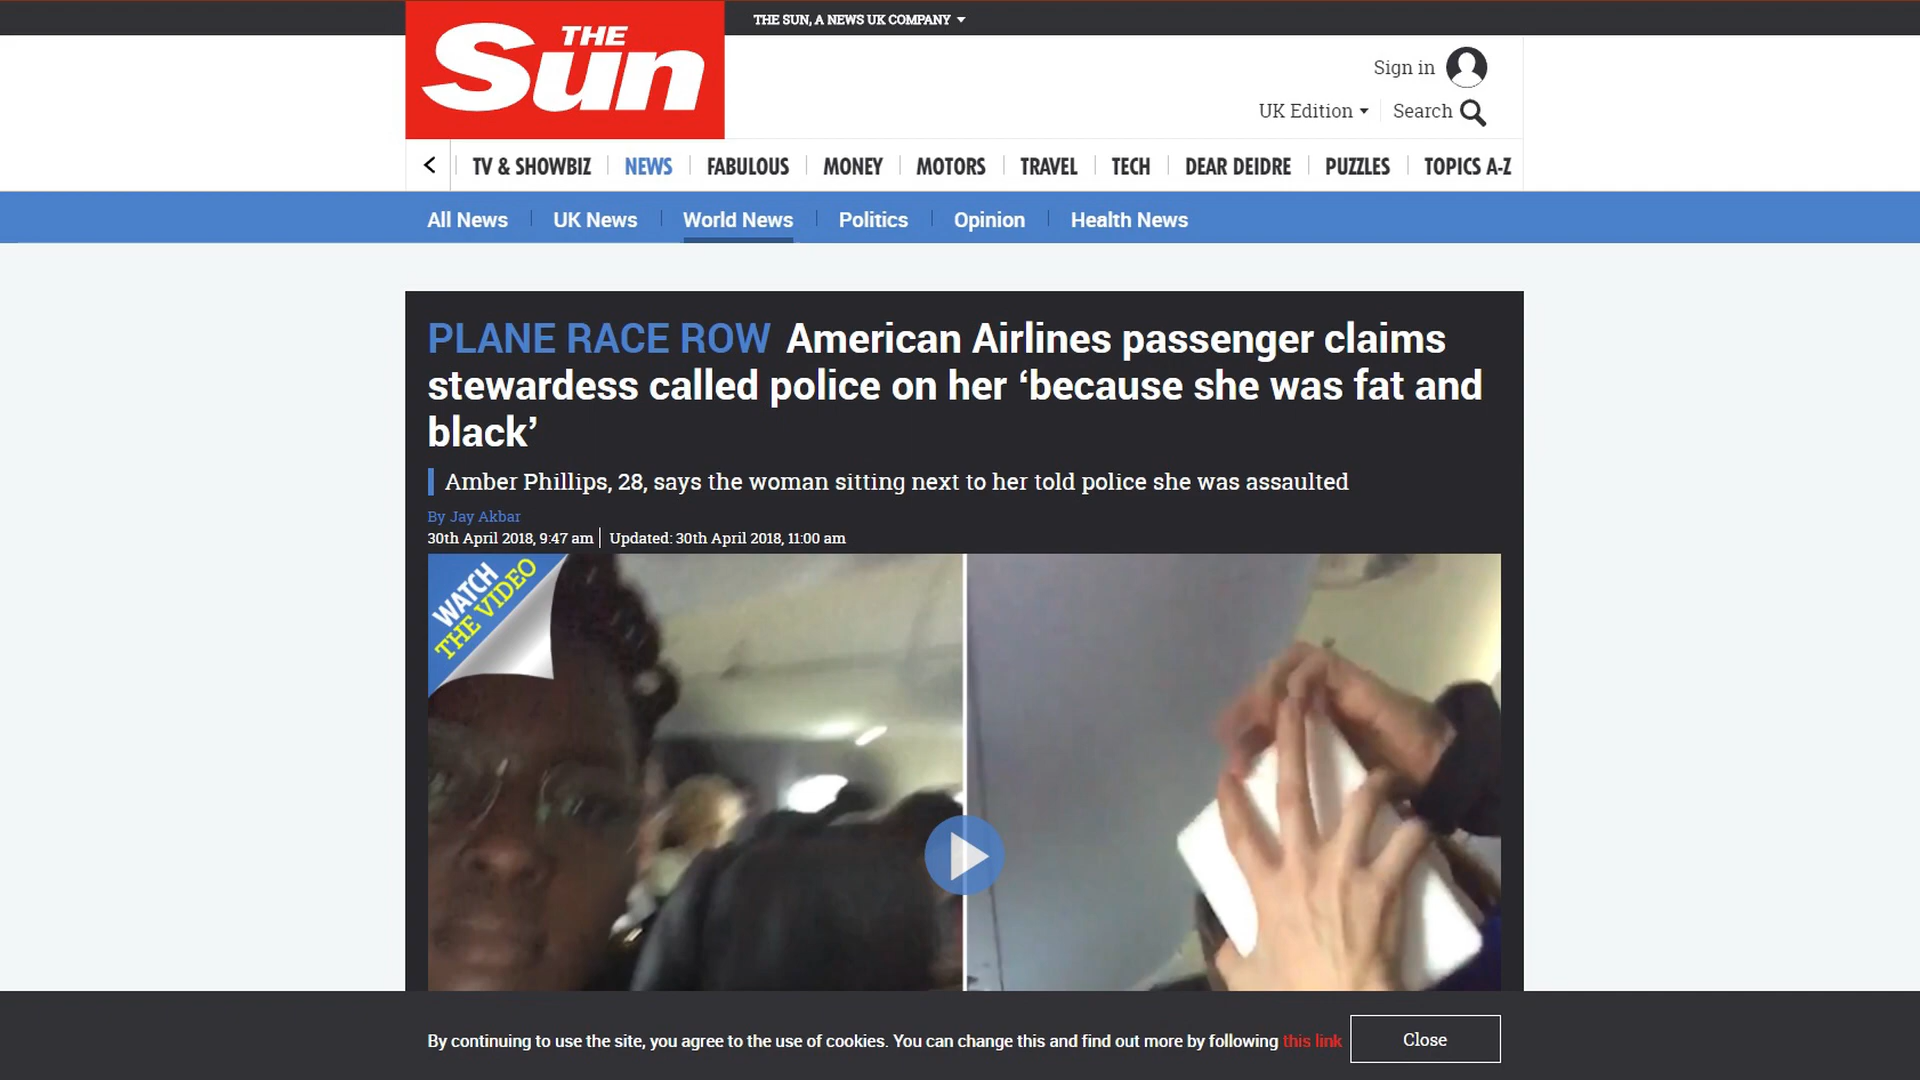 THE SUN, A NEWS UK COMPANY
THE
Sun
Sign in
UK Edition
Search
TV & SHOWBIZ
NEWS
FABULOUS
MONEY
MOTORS
TRAVEL
TECH
DEAR DEIDRE
PUZZLES
TOPICS A-Z
All News
UK News
World News
Politics
Opinion
Health News
PLANE RACE ROW American Airlines passenger claims
stewardess called police on her ‘because she was fat and
black’
Amber Phillips, 28, says the woman sitting next to her told police she was assaulted
By Jay Akbar
30th April 2018, 9:47 am
Updated: 30th April 2018, 11:00 am
WATCH
THE VIDEO
By continuing to use the site, you agree to the use of cookies. You can change this and find out more by following this link
Close